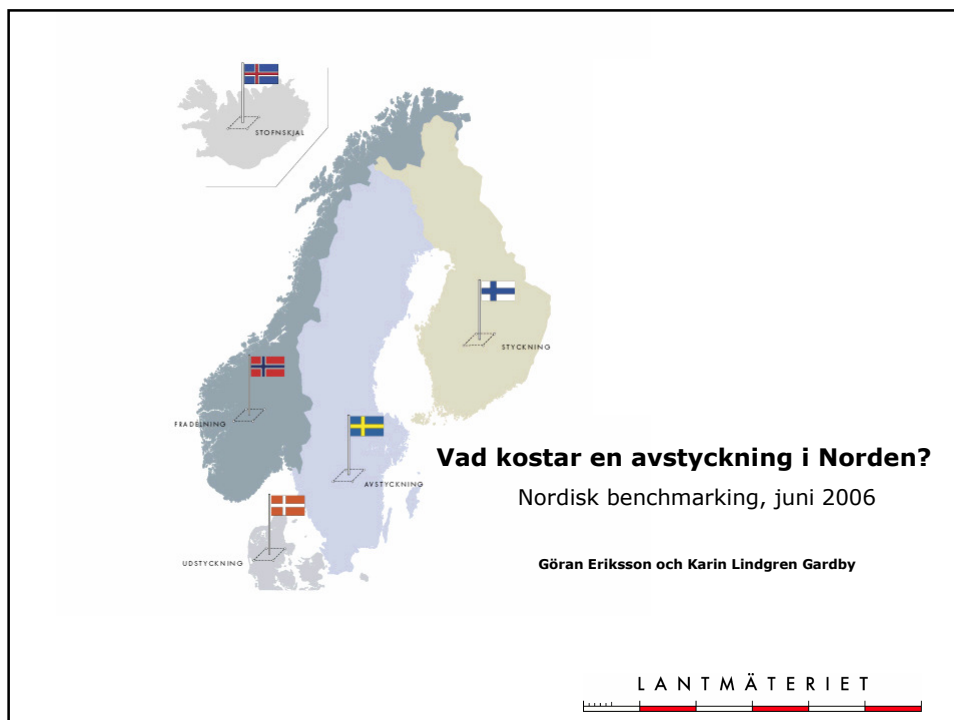 STOFNSKJAL
STYCKNING
FRADELNING
AVSTYCKNING
UDSTYCKNING
Vad kostar en avstyckning i Norden?
Nordisk benchmarking, juni 2006
Göran Eriksson och Karin Lindgren Gardby
LANTMÄTERIET